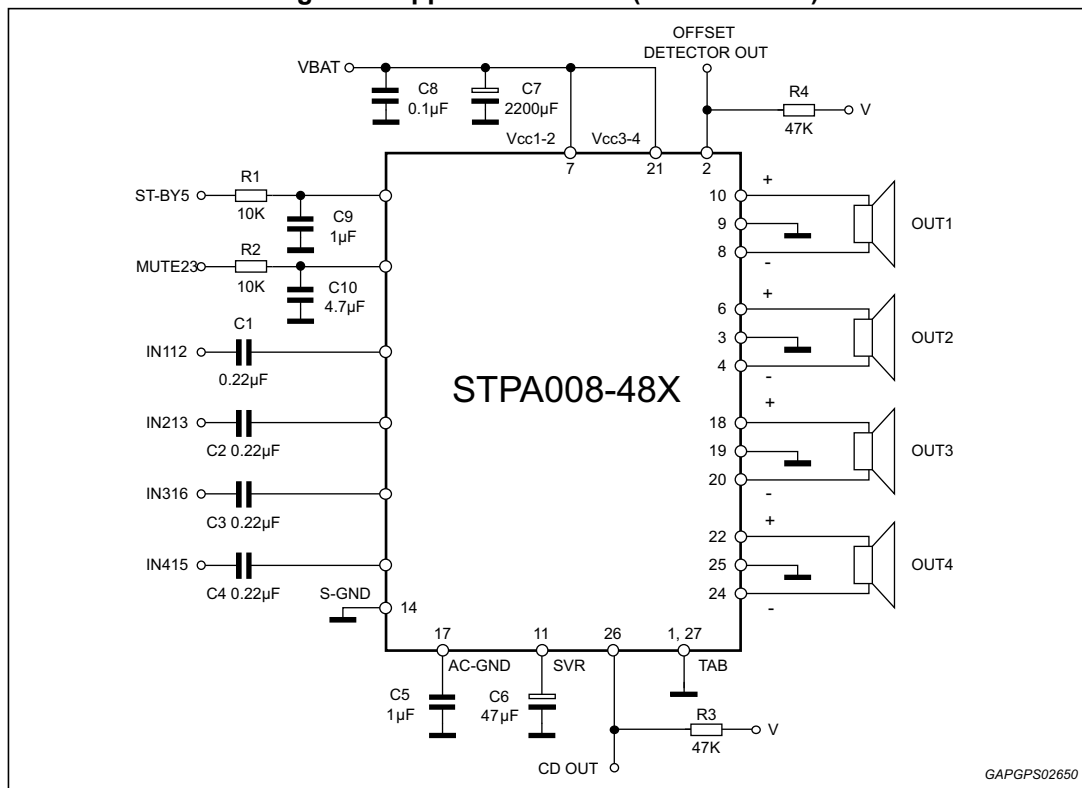 OFFSET
DETECTOR OUT
VBAT
C8
0.1µF
C7
2200µF
R4
47K
V
Vcc1-2
Vcc3-4
7
21
2
ST-BY5
R1
10K
C9
1µF
MUTE23
R2
10K
C10
4.7µF
IN112
C1
0.22µF
IN213
C2 0.22µF
IN316
C3 0.22µF
IN415
C4 0.22µF
S-GND
14
STPA008-48X
10
+
9
8
-
OUT1
6
+
3
4
-
OUT2
18
+
19
20
-
OUT3
22
+
25
24
-
OUT4
17
11
26
1, 27
AC-GND
SVR
TAB
C5
1µF
C6
47µF
R3
47K
V
CD OUT
GAPGPS02650